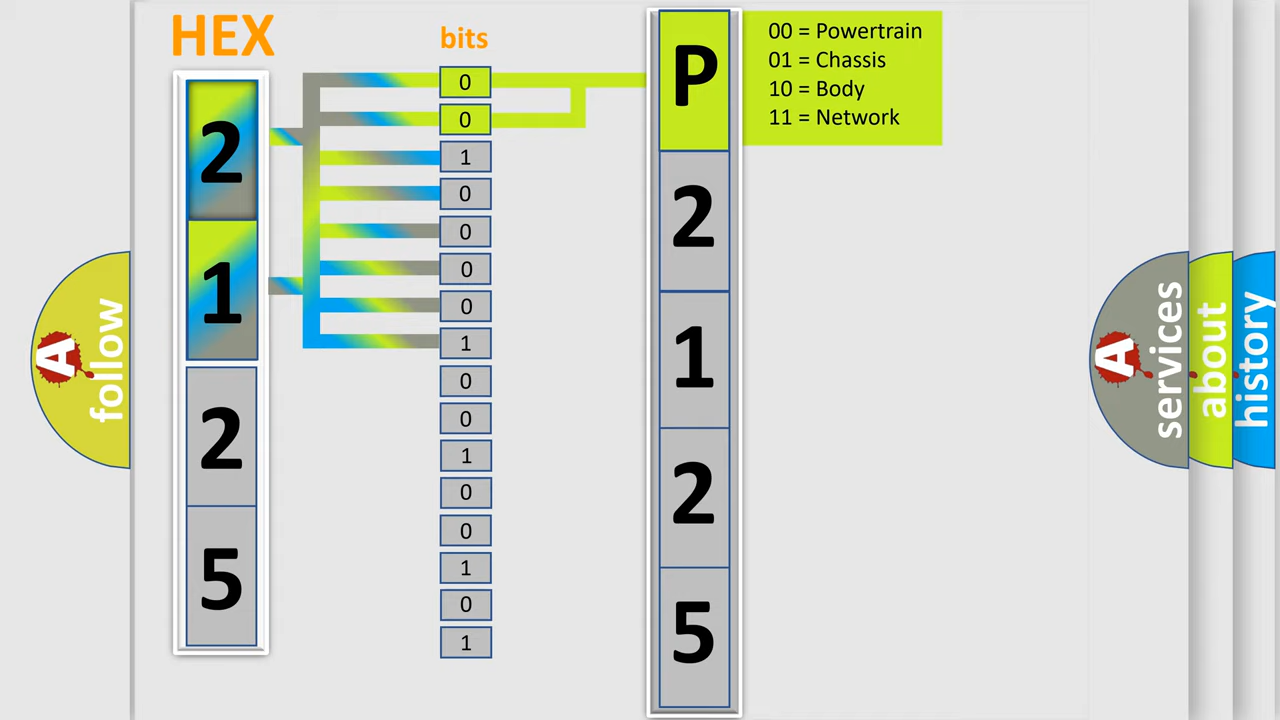 HEX
bits
2
1
2
5
0
0
1
0
0
0
0
1
0
0
1
0
0
1
0
1
P
2
1
2
5
00 = Powertrain
01 = Chassis
10 = Body
11 = Network
A
follow
A
services
about
history